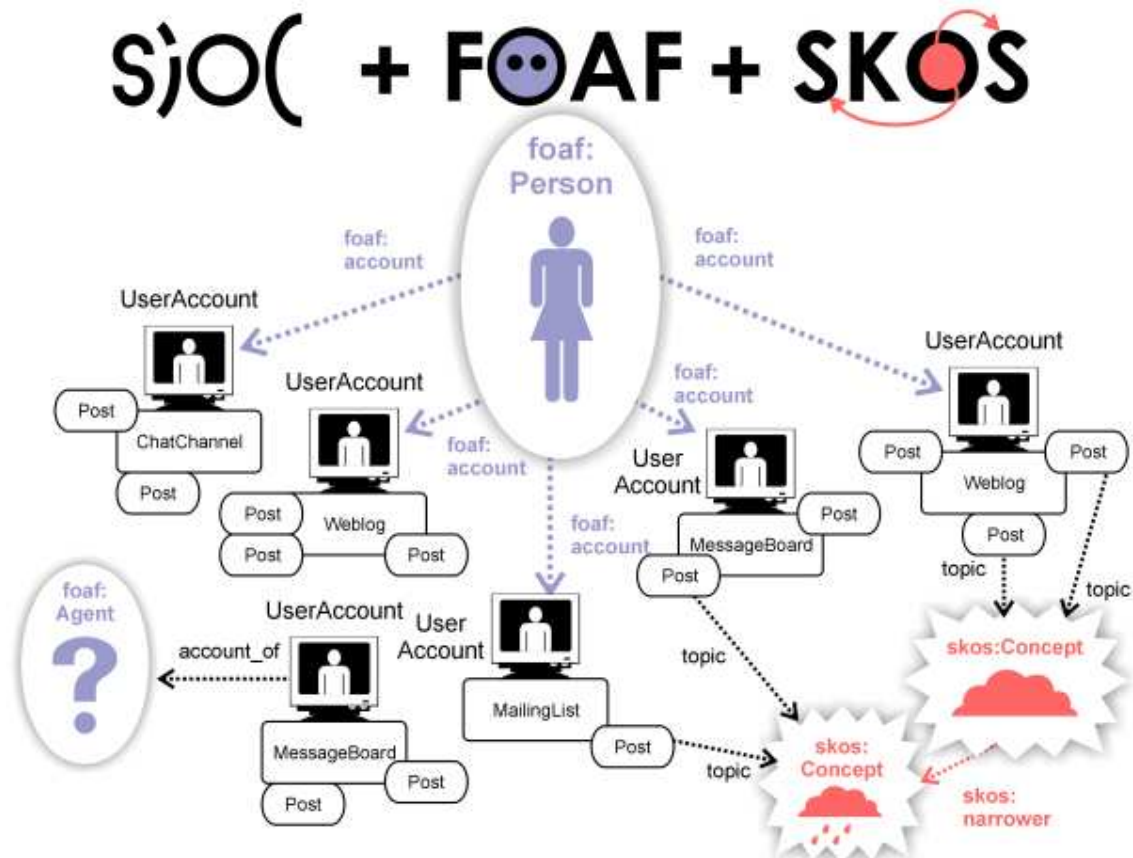 SIOC + FOAF + SKOS
foaf:
Person
foaf:
account
foaf:
account
UserAccount
Post
ChatChannel
Post
UserAccount
Post
Weblog
Post
Post
foaf:
account
foaf:
account
foaf:
account
User
Account
Post
MessageBoard
Post
UserAccount
Post
Post
Weblog
Post
topic
topic
foaf:
Agent
?
account_of
UserAccount
MessageBoard
Post
Post
User
Account
MailingList
Post
topic
topic
skos:Concept
skos:
Concept
skos:
narrower